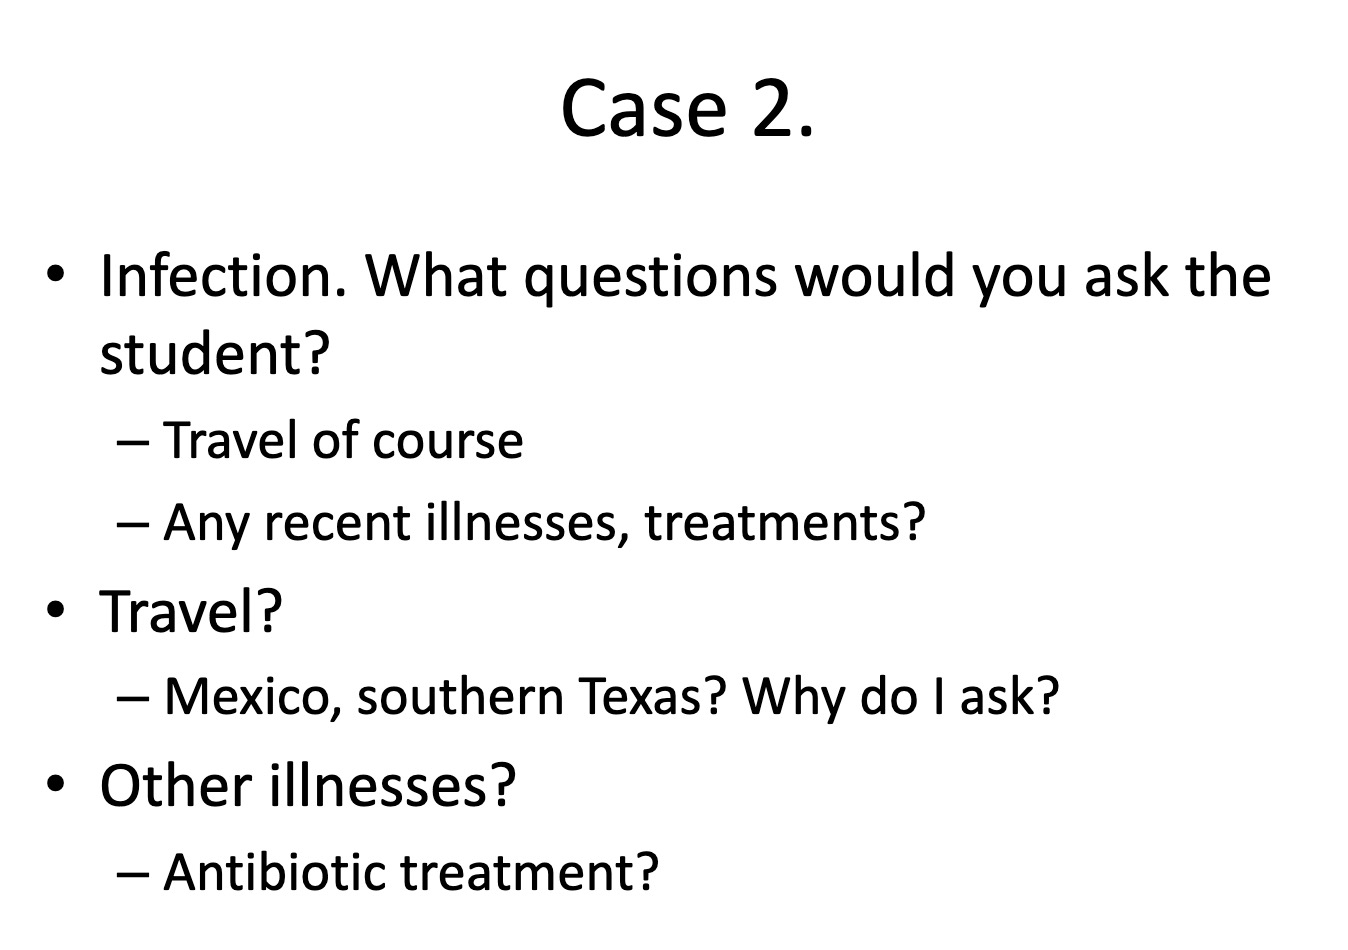 Case 2.
• Infection. What questions would you ask the
student?
– Travel of course
– Any recent illnesses, treatments?
• Travel?
– Mexico, southern Texas? Why do I ask?
• Other illnesses?
– Antibiotic treatment?